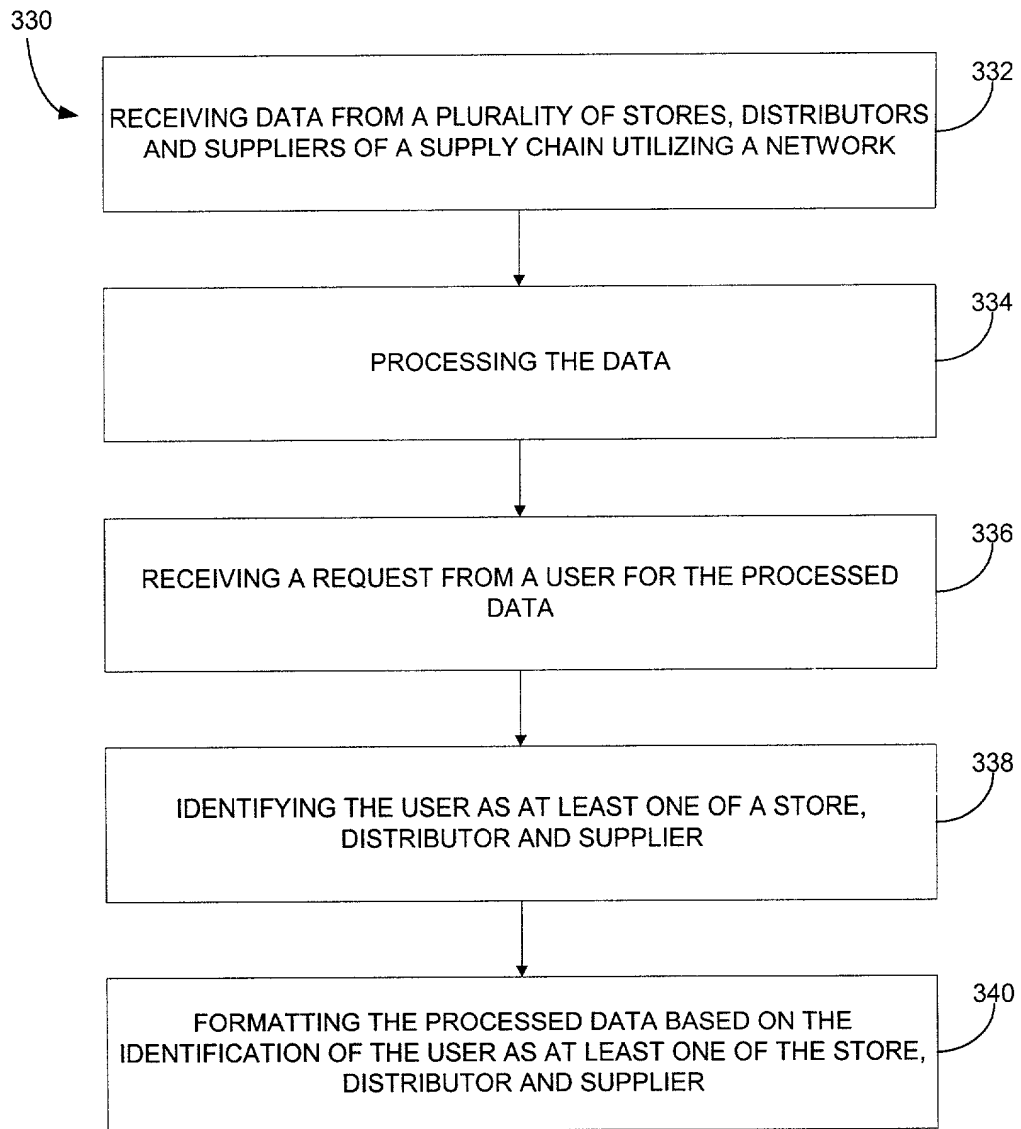 330
332
RECEIVING DATA FROM A PLURALITY OF STORES, DISTRIBUTORS
AND SUPPLIERS OF A SUPPLY CHAIN UTILIZING A NETWORK
334
PROCESSING THE DATA
336
RECEIVING A REQUEST FROM A USER FOR THE PROCESSED
DATA
338
IDENTIFYING THE USER AS AT LEAST ONE OF A STORE,
DISTRIBUTOR AND SUPPLIER
340
FORMATTING THE PROCESSED DATA BASED ON THE
IDENTIFICATION OF THE USER AS AT LEAST ONE OF THE STORE,
DISTRIBUTOR AND SUPPLIER